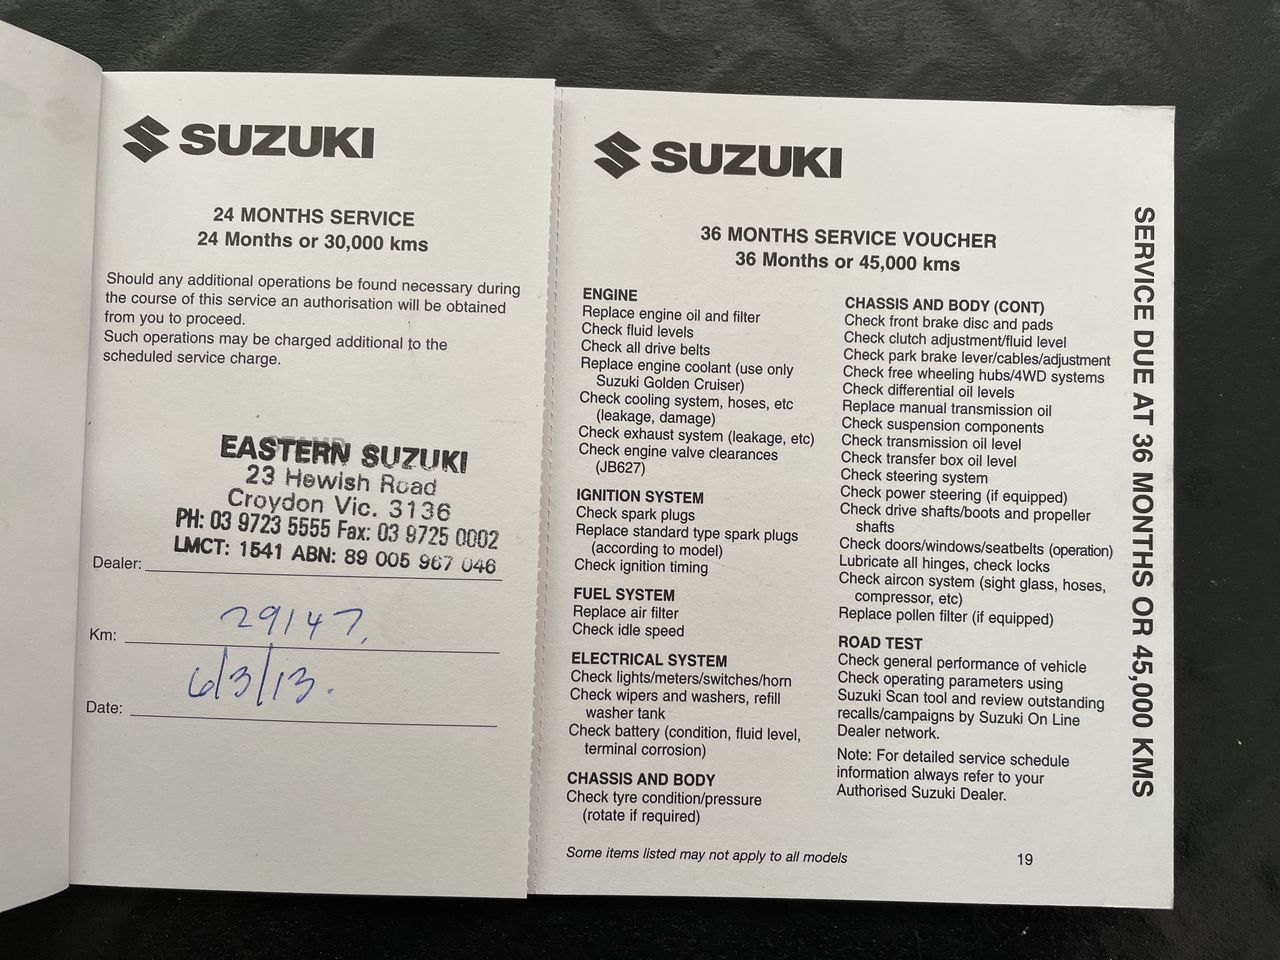 SUZUKI
24 MONTHS SERVICE
24 Months or 30,000 kms
Should any additional operations be found necessary during
the course of this service an authorisation will be obtained
from you to proceed.
Such operations may be charged additional to the
scheduled service charge.
EASTERN SUZUKI
23 Hewish Road
Croydon Vic. 3136
PH: 03 9723 5555 Fax: 03 9725 0002
LMCT: 1541 ABN: 89 005 967 046
Dealer:
Km: 29147.
Date: 6/3/13.
SUZUKI
36 MONTHS SERVICE VOUCHER
36 Months or 45,000 kms
ENGINE
Replace engine oil and filter
Check fluid levels
Check all drive belts
Replace engine coolant (use only
Suzuki Golden Cruiser)
Check cooling system, hoses, etc
(leakage, damage)
Check exhaust system (leakage, etc)
Check engine valve clearances
(JB627)
IGNITION SYSTEM
Check spark plugs
Replace standard type spark plugs
(according to model)
Check ignition timing
FUEL SYSTEM
Replace air filter
Check idle speed
ELECTRICAL SYSTEM
Check lights/meters/switches/horn
Check wipers and washers, refill
washer tank
Check battery (condition, fluid level,
terminal corrosion)
CHASSIS AND BODY
Check tyre condition/pressure
(rotate if required)
CHASSIS AND BODY (CONT)
Check front brake disc and pads
Check clutch adjustment/fluid level
Check park brake lever/cables/adjustment
Check free wheeling hubs/4WD systems
Check differential oil levels
Replace manual transmission oil
Check suspension components
Check transmission oil level
Check transfer box oil level
Check steering system
Check power steering (if equipped)
Check drive shafts/boots and propeller
shafts
Check doors/windows/seatbelts (operation)
Lubricate all hinges, check locks
Check aircon system (sight glass, hoses,
compressor, etc)
Replace pollen filter (if equipped)
ROAD TEST
Check general performance of vehicle
Check operating parameters using
Suzuki Scan tool and review outstanding
recalls/campaigns by Suzuki On Line
Dealer network.
Note: For detailed service schedule
information always refer to your
Authorised Suzuki Dealer.
Some items listed may not apply to all models
19
SERVICE DUE AT 36 MONTHS OR 45,000 KMS